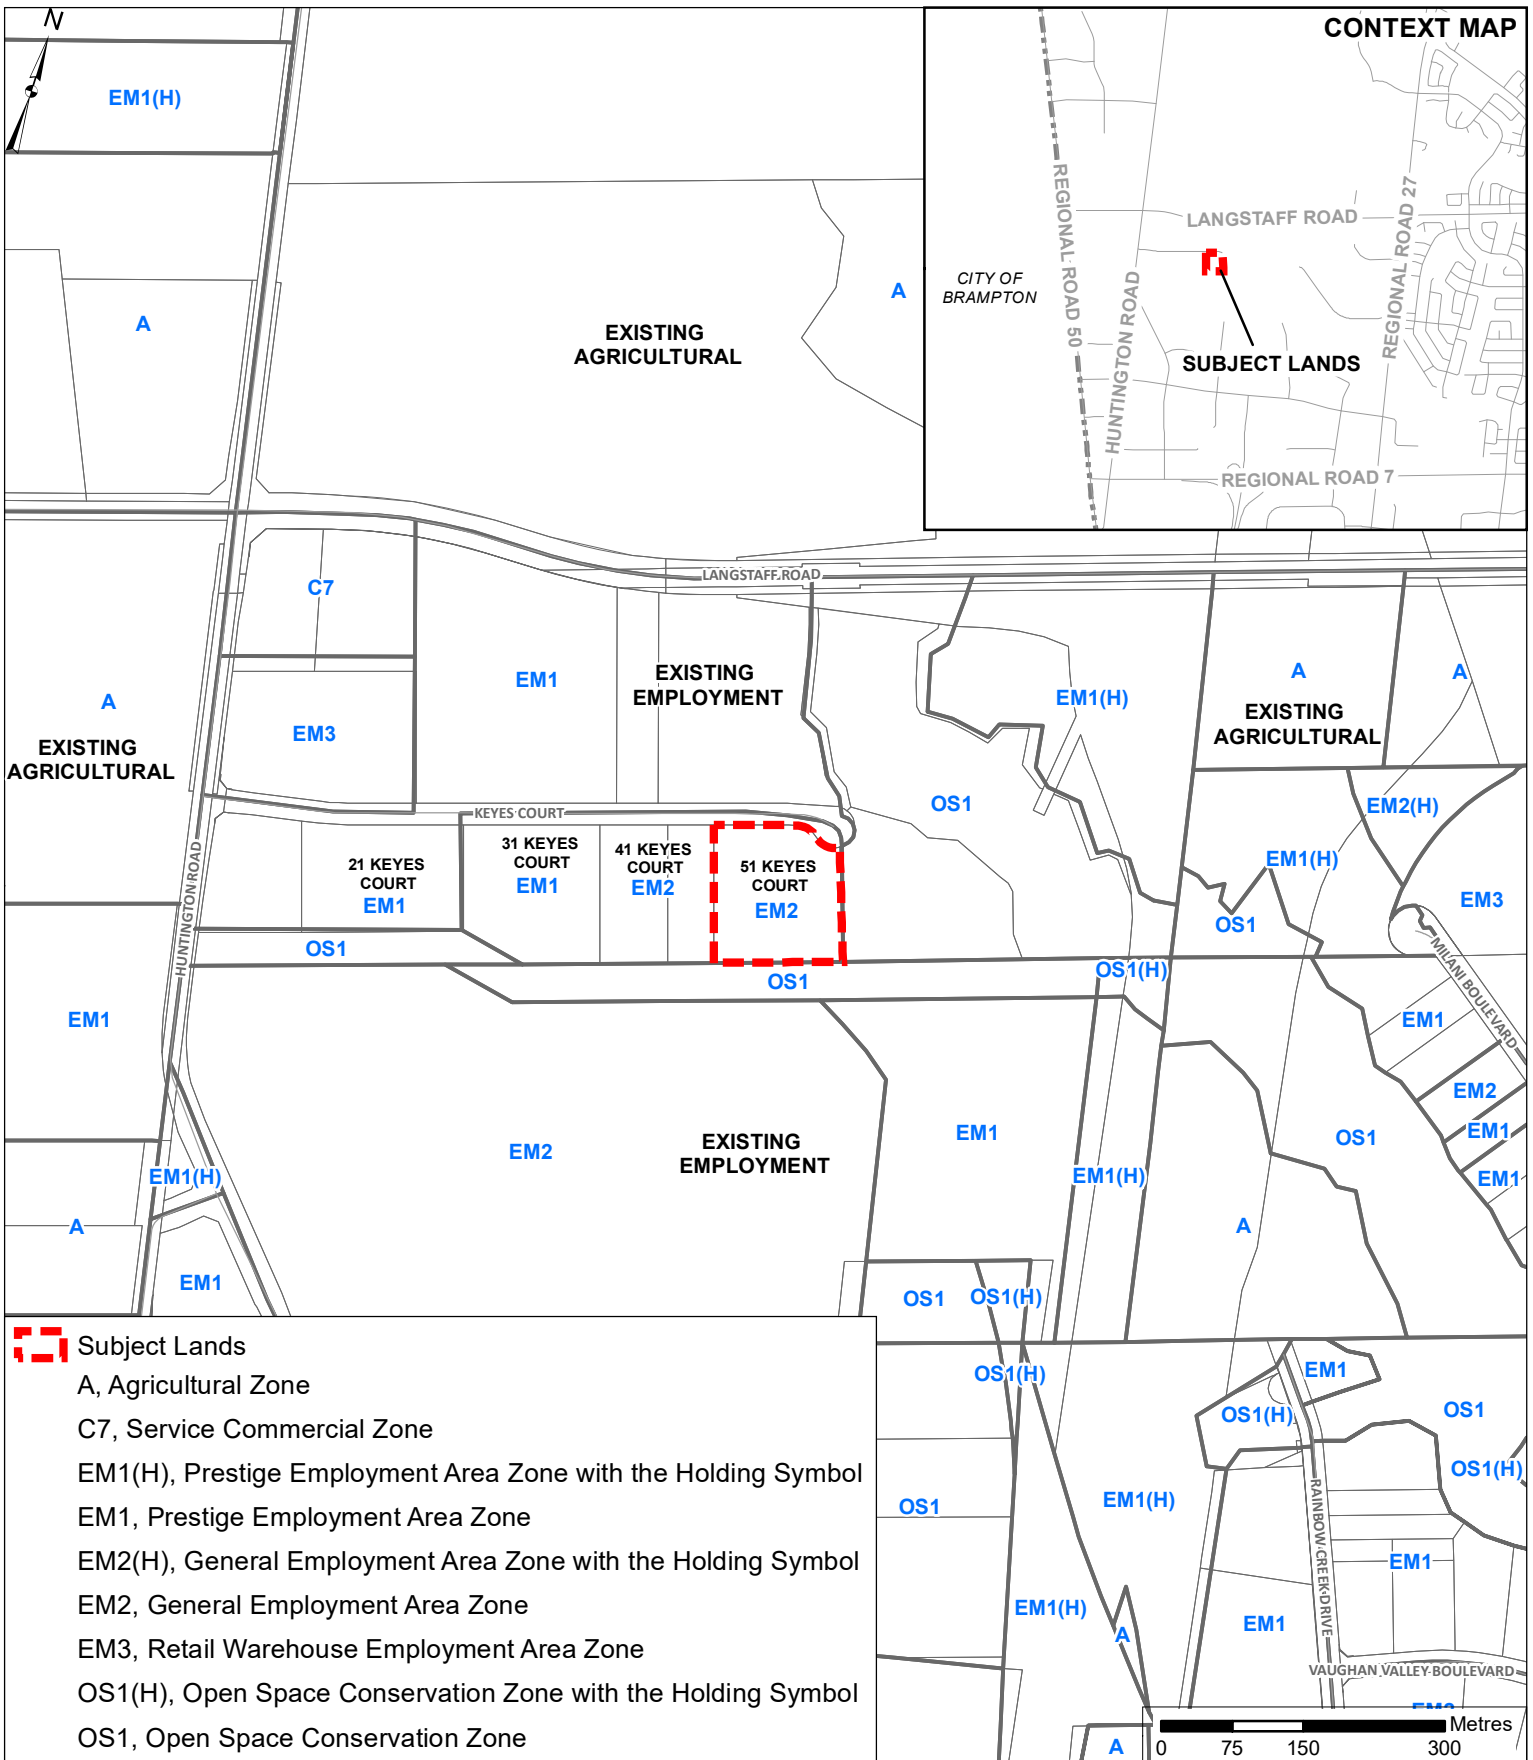 N
CONTEXT MAP
REGIONAL ROAD 50
LANGSTAFF ROAD
REGIONAL ROAD 27
CITY OF
BRAMPTON
HUNTINGTON ROAD
SUBJECT LANDS
REGIONAL ROAD 7
EM1(H)
A
A
EXISTING
AGRICULTURAL
LANGSTAFF ROAD
C7
EM1
EXISTING
EMPLOYMENT
EM1(H)
A
A
EXISTING
AGRICULTURAL
A
EXISTING
AGRICULTURAL
EM3
OS1
EM2(H)
KEYES COURT
HUNTINGTON ROAD
21 KEYES
COURT
EM1
31 KEYES
COURT
EM1
41 KEYES
COURT
EM2
51 KEYES
COURT
EM2
EM1(H)
OS1
EM3
MILANI BOULEVARD
OS1
OS1
OS1(H)
EM1
EM1
EM2
EM1
EM1
EM2
EXISTING
EMPLOYMENT
EM1
EM1(H)
OS1
EM1(H)
A
A
EM1
OS1
OS1(H)
OS1(H)
EM1
OS1(H)
OS1
OS1(H)
OS1
EM1(H)
RAINBOW CREEK DRIVE
EM1
EM1(H)
A
EM1
VAUGHAN VALLEY BOULEVARD
A
Subject Lands
A, Agricultural Zone
C7, Service Commercial Zone
EM1(H), Prestige Employment Area Zone with the Holding Symbol
EM1, Prestige Employment Area Zone
EM2(H), General Employment Area Zone with the Holding Symbol
EM2, General Employment Area Zone
EM3, Retail Warehouse Employment Area Zone
OS1(H), Open Space Conservation Zone with the Holding Symbol
OS1, Open Space Conservation Zone
Metres
0 75 150 300